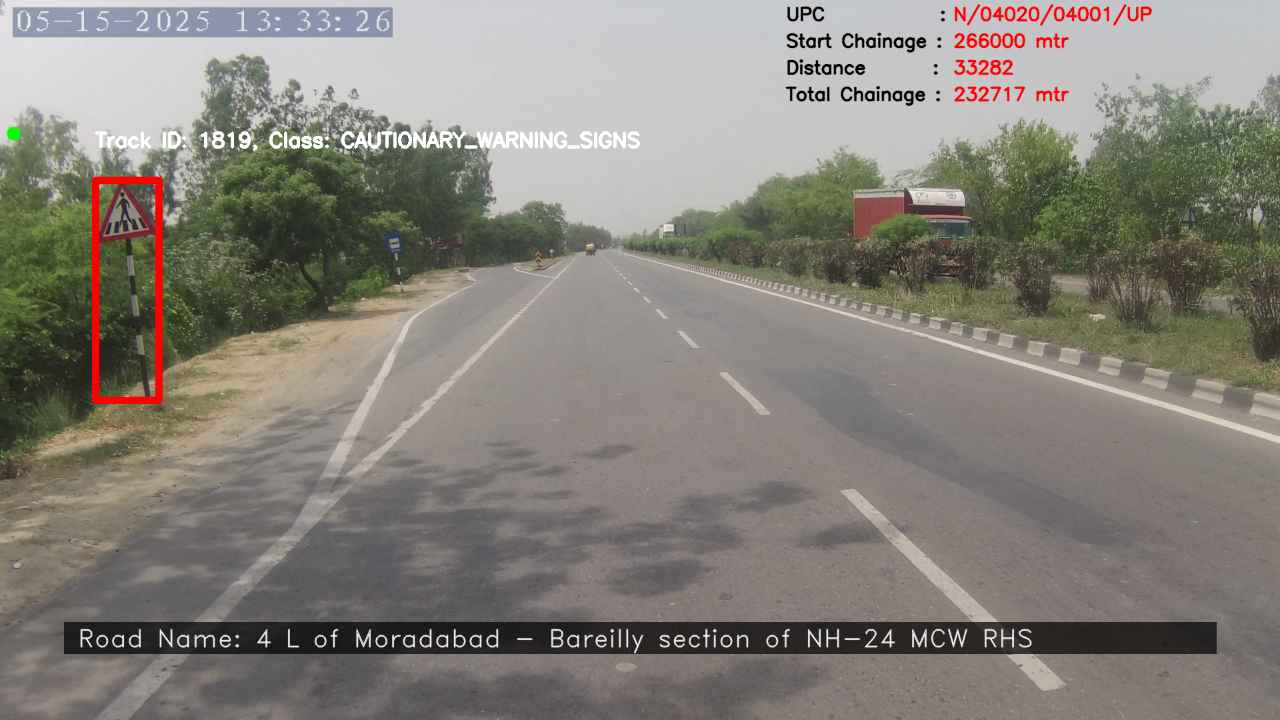 05-15-2025 13:33:26
UPC : N/04020/04001/UP
Start Chainage : 266000 mtr
Distance : 33282
Total Chainage : 232717 mtr
Track ID: 1819, Class: CAUTIONARY_WARNING_SIGNS
Road Name: 4 L of Moradabad - Bareilly section of NH-24 MCW RHS